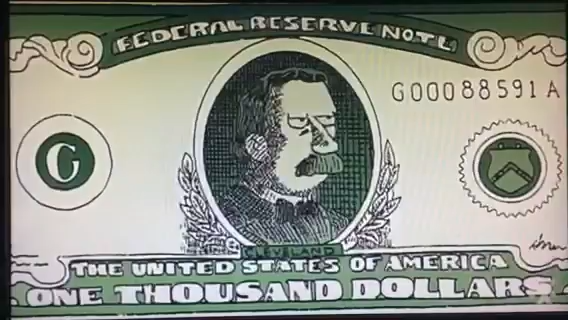 FEDERAL RESERVE NOTE
G00088591A
G
CLEVELAND
THE UNITED STATES OF AMERICA
ONE THOUSAND DOLLARS